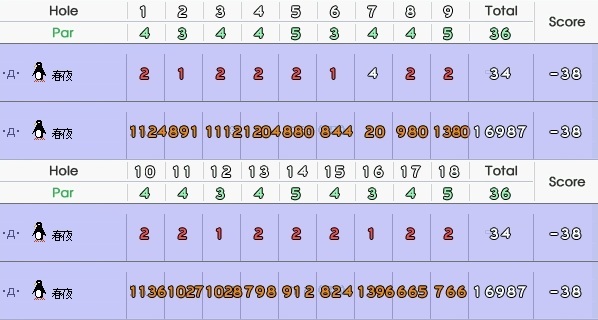 Hole 1 2 3 4 5 6 7 8 9 Total Score
Par 4 3 4 4 5 3 4 4 5 36
·д· 春夜 2 1 2 2 2 1 4 2 2 -34 -38
·д· 春夜 1124 891 1112 1204 880 844 20 980 1380 16987 -38
Hole 10 11 12 13 14 15 16 17 18 Total Score
Par 4 4 3 4 5 4 3 4 5 36
·д· 春夜 2 2 1 2 2 2 1 2 2 -34 -38
·д· 春夜 1136 1027 1028 798 912 824 1396 665 766 16987 -38